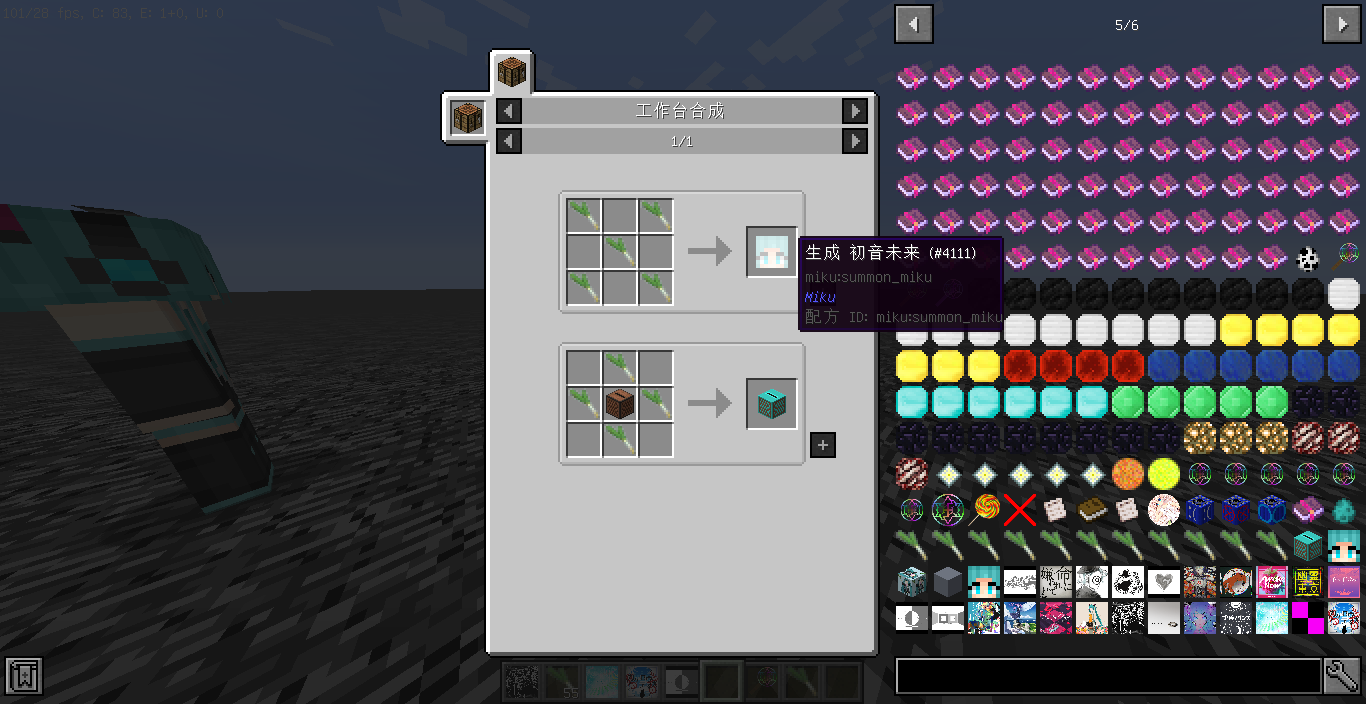 101/28 fps, C: 83, E: 1+0, U: 0
5/6
工作台合成
1/1
生成 初音未来 (#4111)
miku:summon_miku
Miku
配方 ID: miku:summon_miku
+
55